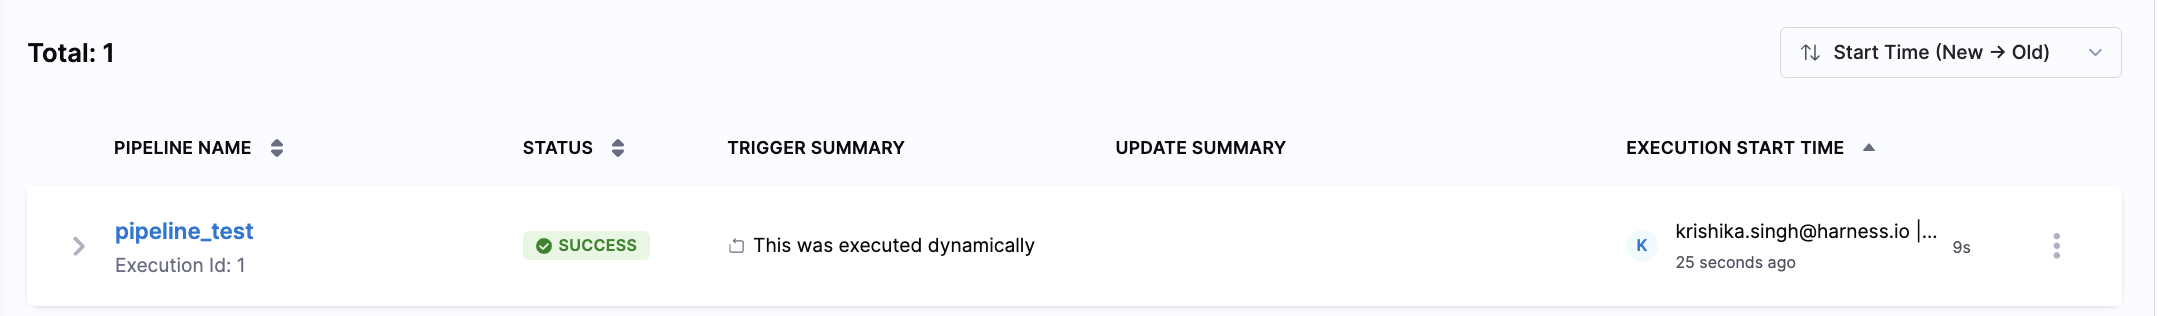 Total: 1
Start Time (New → Old)
PIPELINE NAME
STATUS
TRIGGER SUMMARY
UPDATE SUMMARY
EXECUTION START TIME
pipeline_test
Execution Id: 1
SUCCESS
This was executed dynamically
K
krishika.singh@harness.io |...
25 seconds ago
9s